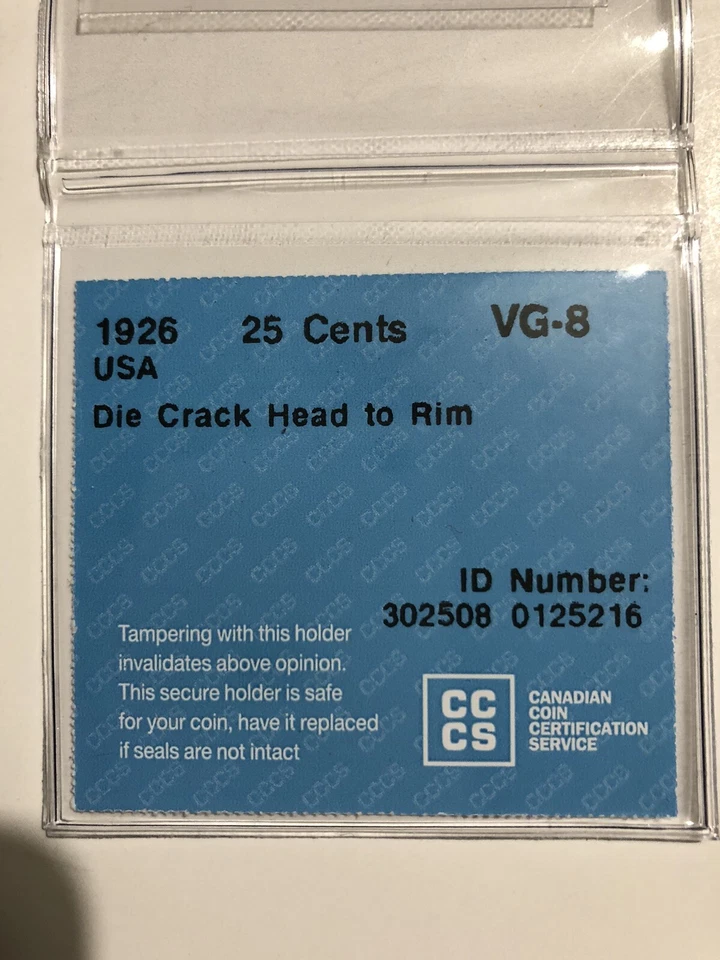 1926 25 Cents VG-8
USA
Die Crack Head to Rim
ID Number:
302508 0125216
Tampering with this holder
invalidates above opinion.
This secure holder is safe
for your coin, have it replaced
if seals are not intact
CC
CS
CANADIAN
COIN
CERTIFICATION
SERVICE